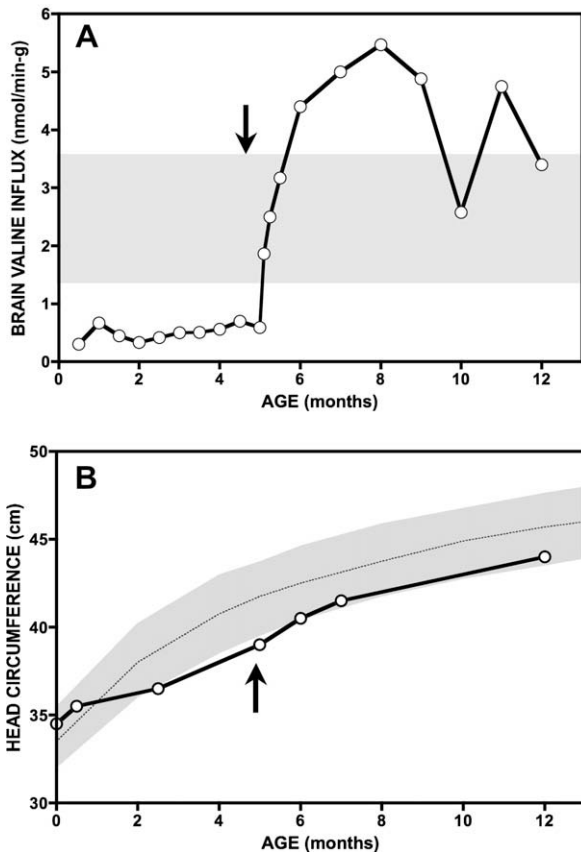 A
BRAIN VALINE INFLUX (nmol/min-g)
6
5
4
3
2
1
0
0 2 4 6 8 10 12
AGE (months)
B
HEAD CIRCUMFERENCE (cm)
50
45
40
35
30
0 2 4 6 8 10 12
AGE (months)